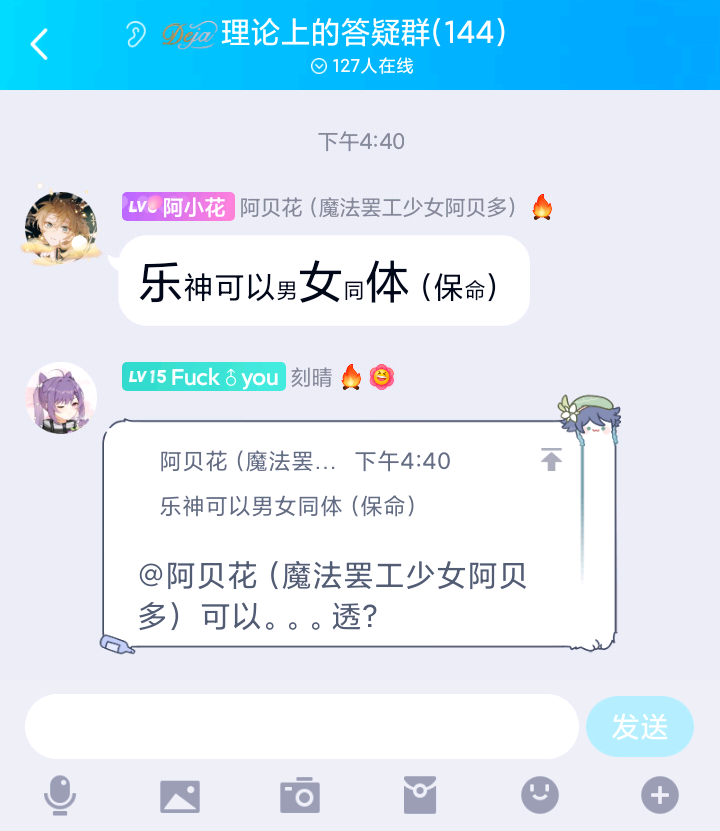 Deja 理论上的答疑群(144)
127人在线
下午4:40
LV6 阿小花 阿贝花（魔法罢工少女阿贝多）
乐神可以男女同体（保命）
LV15 Fuck♂you 刻晴
阿贝花（魔法罢... 下午4:40
乐神可以男女同体（保命）
@阿贝花（魔法罢工少女阿贝
多）可以。。。透?
发送